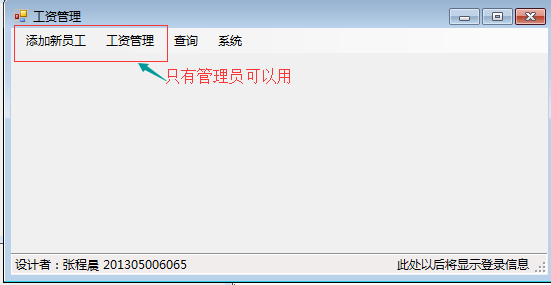 工资管理
添加新员工 工资管理 查询 系统
只有管理员可以用
设计者：张程晨 201305006065 此处以后将显示登录信息